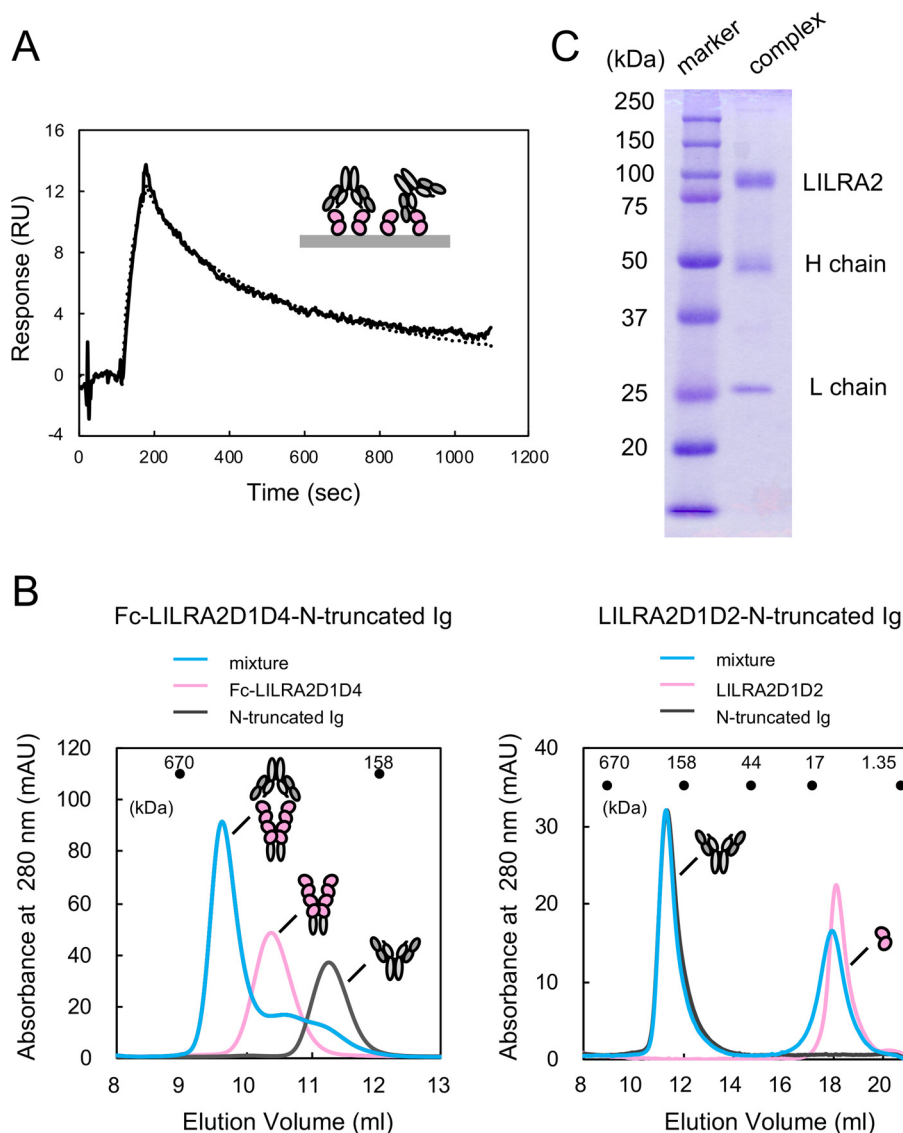 A
16
12
8
4
0
-4
Response (RU)
0 200 400 600 800 1000 1200
Time (sec)
C
(kDa) marker complex
250
150
100
75
50
37
25
20
LILRA2
H chain
L chain
B
Fc-LILRA2D1D4-N-truncated Ig
mixture
Fc-LILRA2D1D4
N-truncated Ig
120
100
80
60
40
20
0
Absorbance at 280 nm (mAU)
670 158
(kDa)
8 9 10 11 12 13
Elution Volume (ml)
LILRA2D1D2-N-truncated Ig
mixture
LILRA2D1D2
N-truncated Ig
40
30
20
10
0
Absorbance at 280 nm (mAU)
670 158 44 17 1.35
(kDa)
8 10 12 14 16 18 20
Elution Volume (ml)